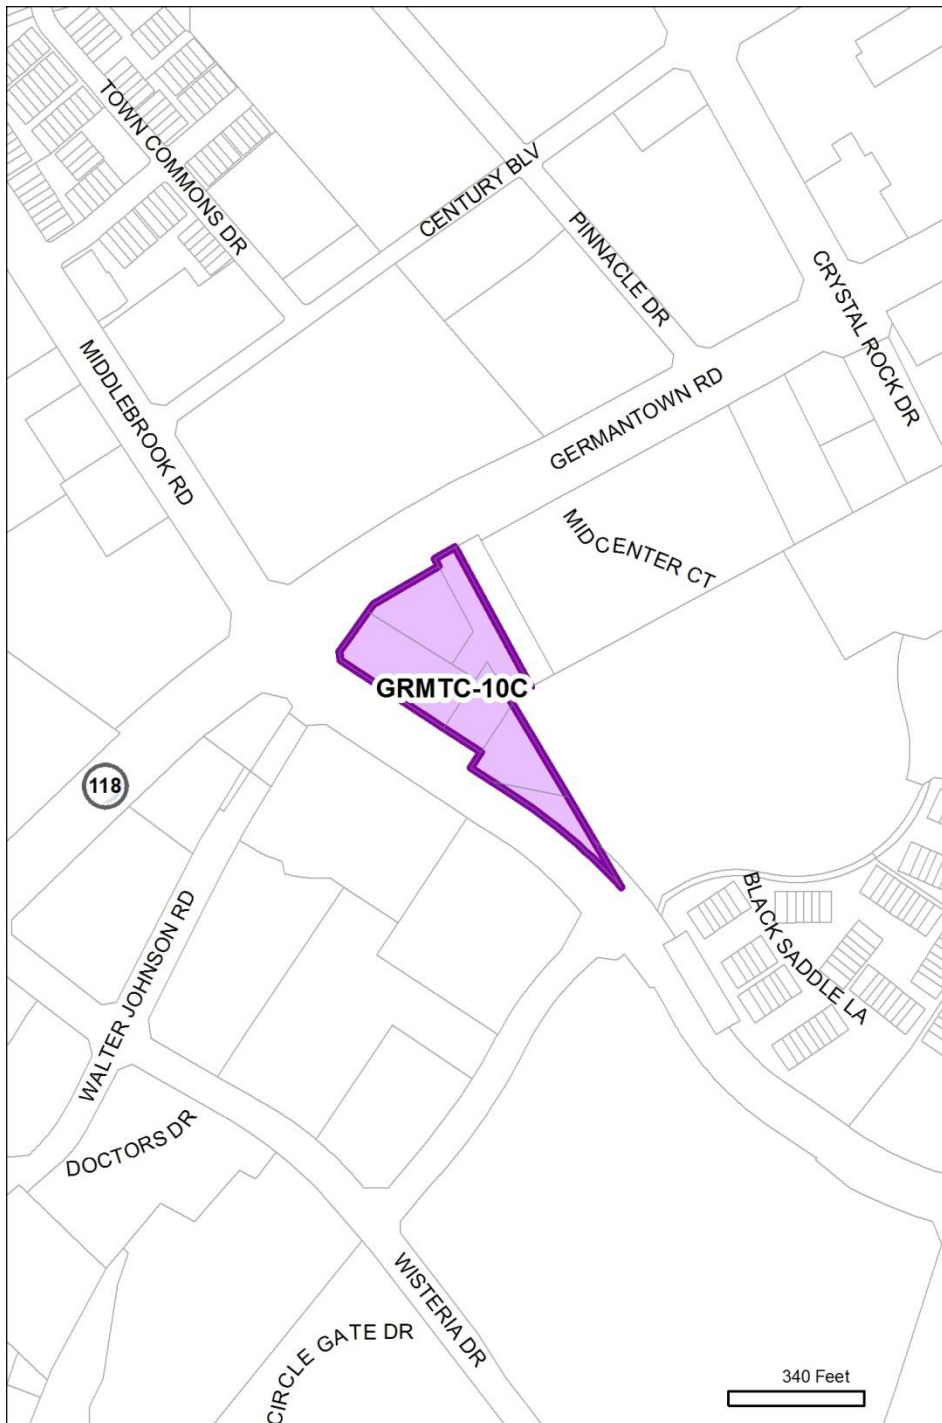 TOWN COMMONS DR
CENTURY BLV
PINNACLE DR
CRYSTAL ROCK DR
MIDDLEBROOK RD
GERMANTOWN RD
MIDCENTER CT
GRMTC-10C
118
WALTER JOHNSON RD
BLACK SADDLE LA
DOCTORS DR
WISTERIA DR
CIRCLE GATE DR
340 Feet